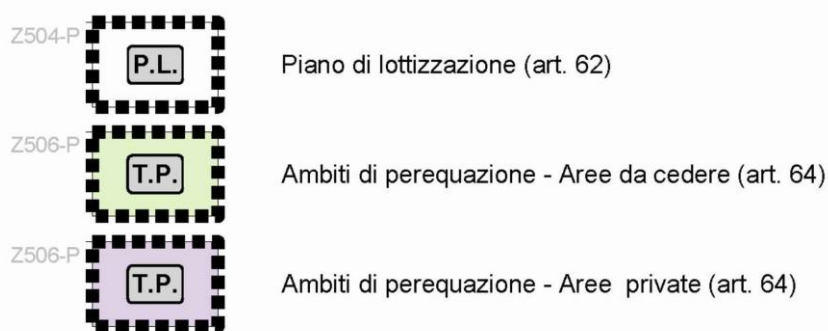 Z504-P P.L. Piano di lottizzazione (art. 62)
Z506-P T.P. Ambiti di perequazione - Aree da cedere (art. 64)
Z506-P T.P. Ambiti di perequazione - Aree private (art. 64)